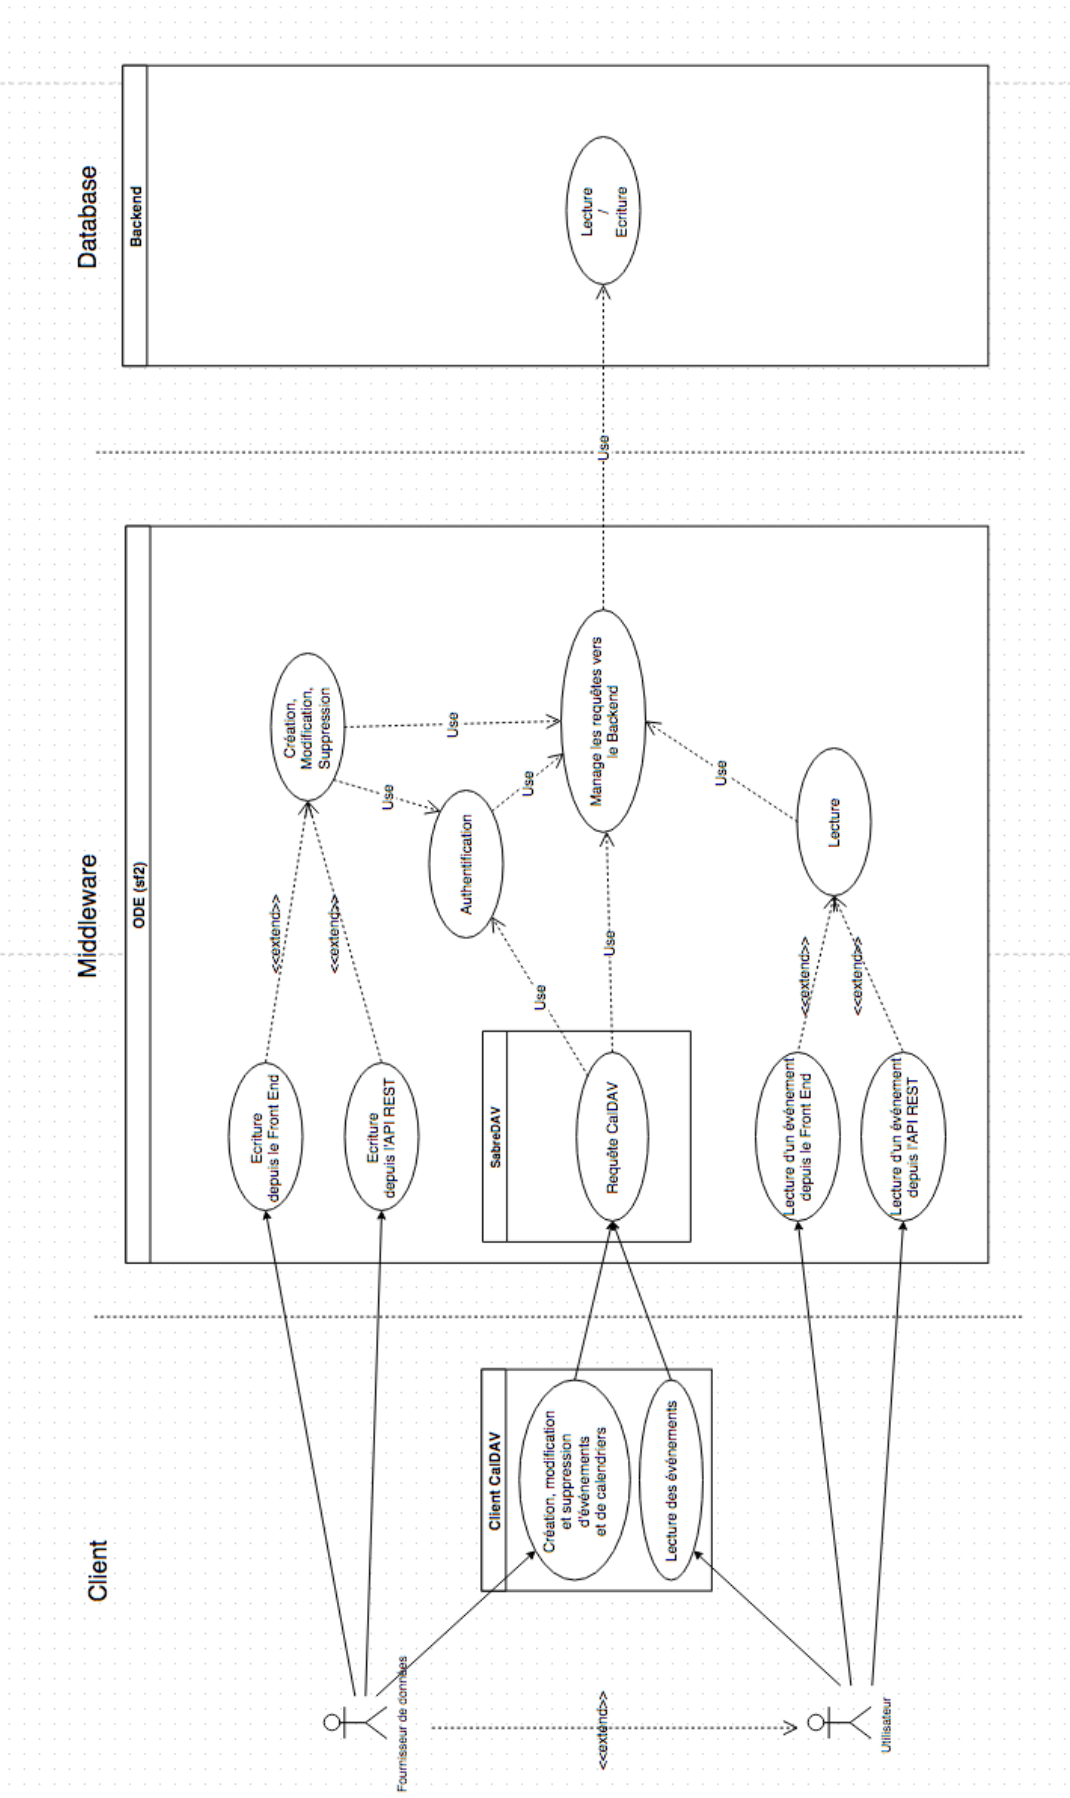 Client
Middleware
Database
Fournisseur de données
<<extend>>
Utilisateur
Client CalDAV
Création, modification
et suppression
d'événements
et de calendriers
Lecture des événements
ODE (sf2)
Ecriture
depuis le Front End
Ecriture
depuis l'API REST
<<extend>>
<<extend>>
Création,
Modification,
Suppression
Use
Use
Authentification
Use
SabreDAV
Requête CalDAV
Use
Use
Manage les requêtes vers
le Backend
Lecture d'un événement
depuis le Front End
Lecture d'un événement
depuis l'API REST
<<extend>>
<<extend>>
Lecture
Use
Use
Backend
Lecture
/
Ecriture